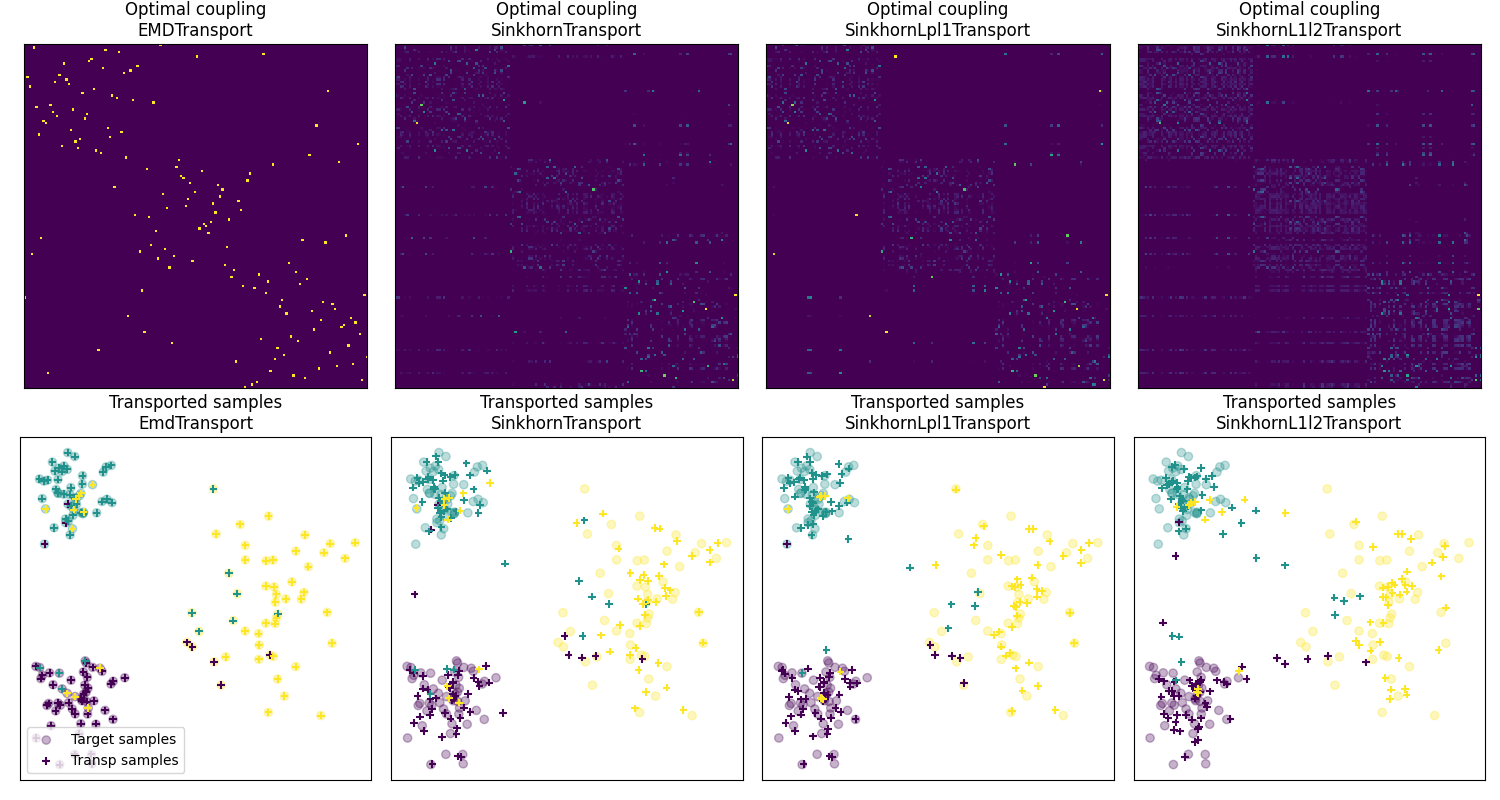 Optimal coupling
EMDTransport
Optimal coupling
SinkhornTransport
Optimal coupling
SinkhornLpl1Transport
Optimal coupling
SinkhornL1l2Transport
Transported samples
EmdTransport
Transported samples
SinkhornTransport
Transported samples
SinkhornLpl1Transport
Transported samples
SinkhornL1l2Transport
Target samples
Transp samples